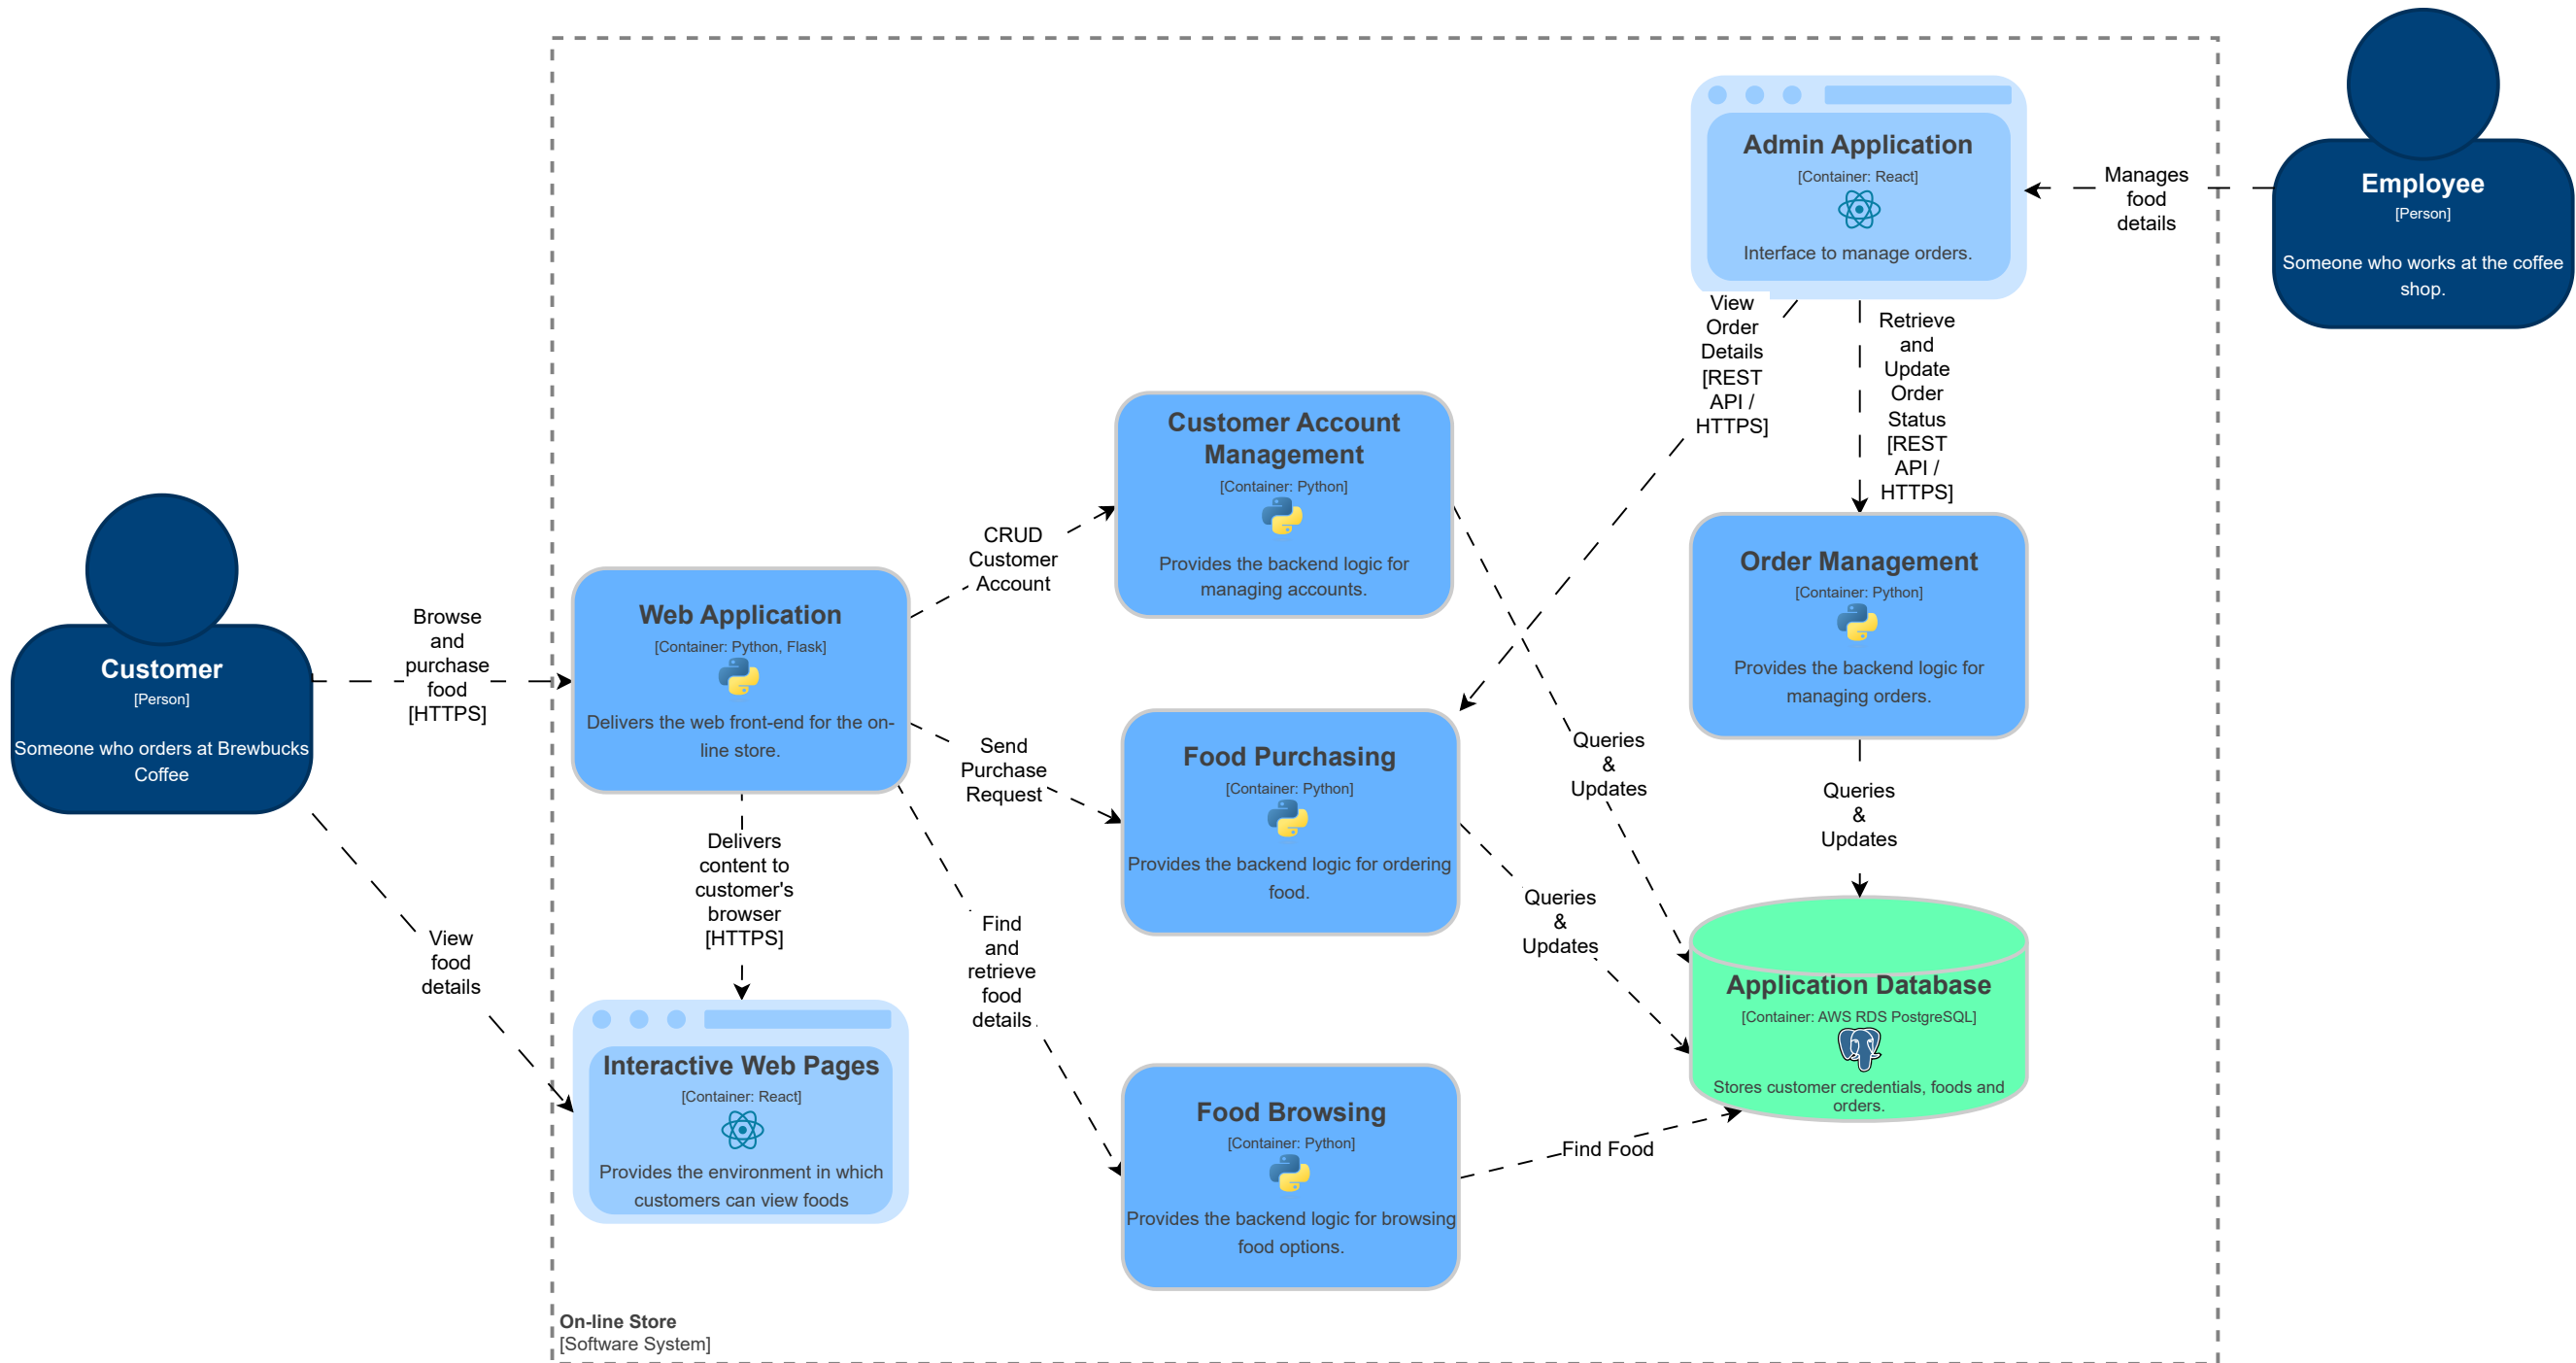 Customer
[Person]
Someone who orders at Brewbucks
Coffee
Browse
and
purchase
food
[HTTPS]
View
food
details
Web Application
[Container: Python, Flask]
Delivers the web front-end for the on-
line store.
Delivers
content to
customer's
browser
[HTTPS]
Interactive Web Pages
[Container: React]
Provides the environment in which
customers can view foods
CRUD
Customer
Account
Send
Purchase
Request
Find
and
retrieve
food
details
Customer Account
Management
[Container: Python]
Provides the backend logic for
managing accounts.
Food Purchasing
[Container: Python]
Provides the backend logic for ordering
food.
Food Browsing
[Container: Python]
Provides the backend logic for browsing
food options.
Queries
&
Updates
Queries
&
Updates
Find Food
Admin Application
[Container: React]
Interface to manage orders.
View
Order
Details
[REST
API /
HTTPS]
Retrieve
and
Update
Order
Status
[REST
API /
HTTPS]
Order Management
[Container: Python]
Provides the backend logic for
managing orders.
Queries
&
Updates
Application Database
[Container: AWS RDS PostgreSQL]
Stores customer credentials, foods and
orders.
Manages
food
details
Employee
[Person]
Someone who works at the coffee
shop.
On-line Store
[Software System]